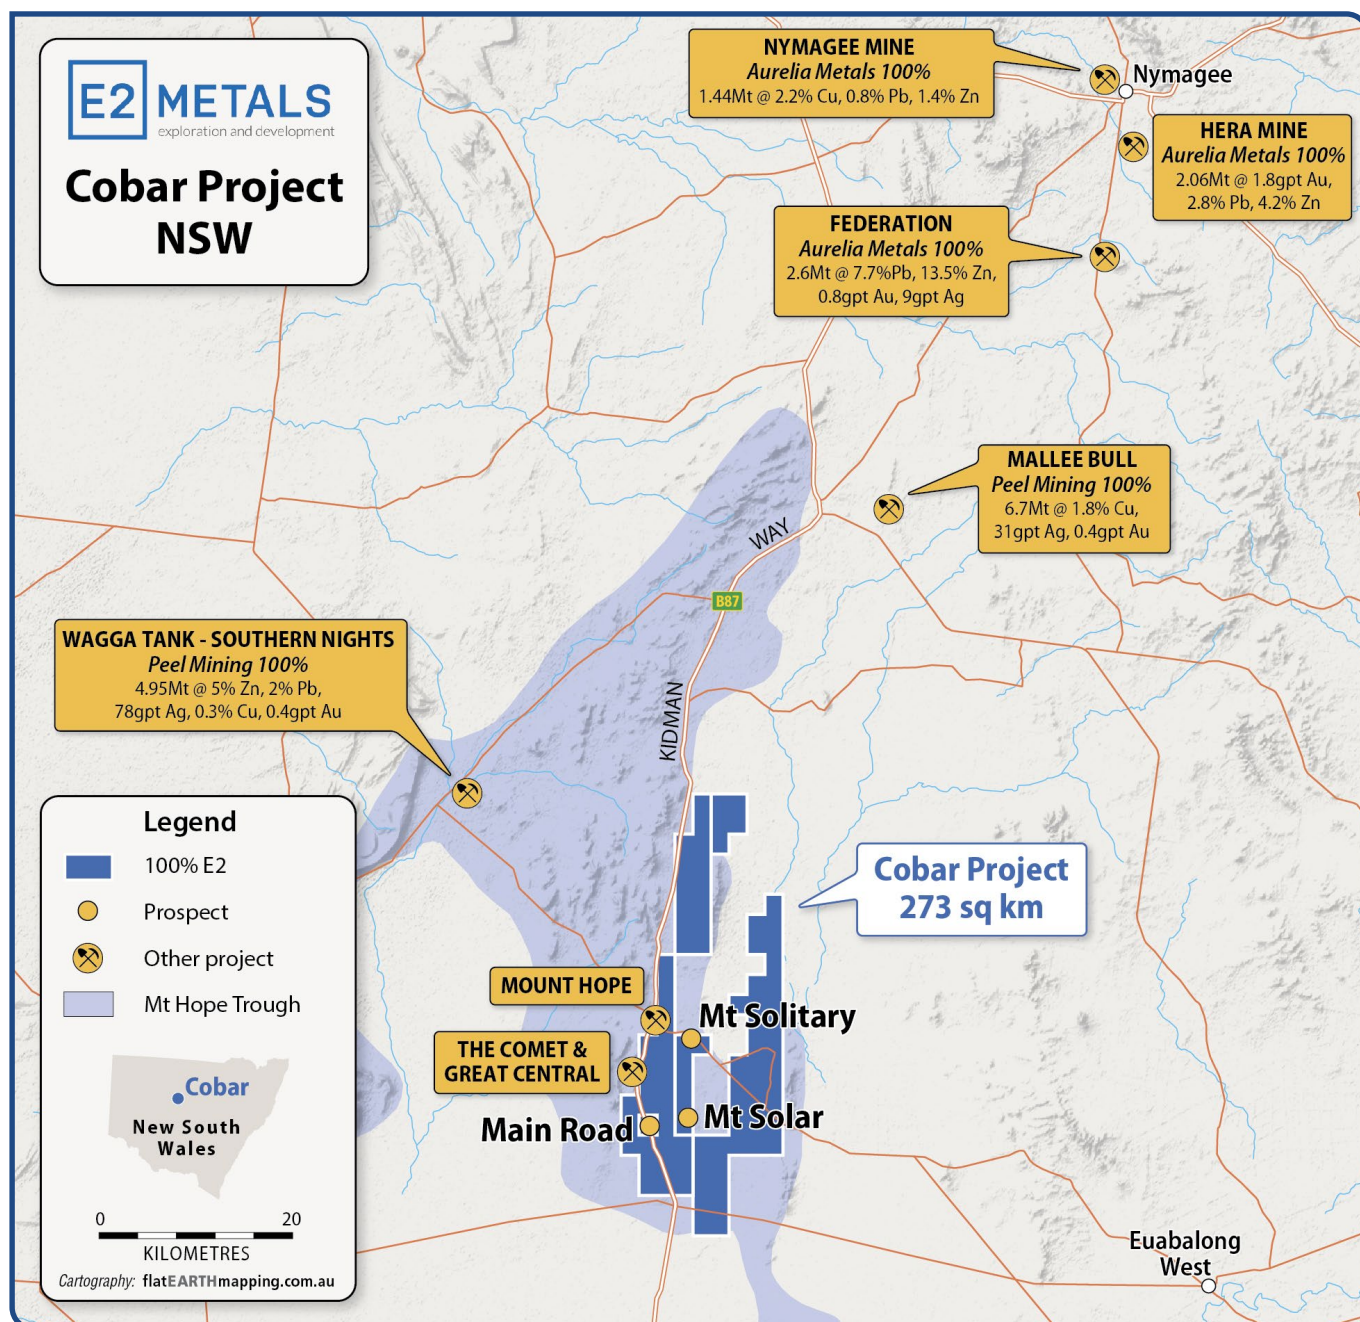 E2 METALS
exploration and development
Cobar Project
NSW
NYMAGEE MINE
Aurelia Metals 100%
1.44Mt @ 2.2% Cu, 0.8% Pb, 1.4% Zn
Nymagee
HERA MINE
Aurelia Metals 100%
2.06Mt @ 1.8gpt Au,
2.8% Pb, 4.2% Zn
FEDERATION
Aurelia Metals 100%
2.6Mt @ 7.7%Pb, 13.5% Zn,
0.8gpt Au, 9gpt Ag
MALLEE BULL
Peel Mining 100%
6.7Mt @ 1.8% Cu,
31gpt Ag, 0.4gpt Au
WAY
B87
KIDMAN
WAGGA TANK - SOUTHERN NIGHTS
Peel Mining 100%
4.95Mt @ 5% Zn, 2% Pb,
78gpt Ag, 0.3% Cu, 0.4gpt Au
Cobar Project
273 sq km
MOUNT HOPE
Mt Solitary
THE COMET &
GREAT CENTRAL
Mt Solar
Main Road
Euabalong
West
Legend
100% E2
Prospect
Other project
Mt Hope Trough
Cobar
New South
Wales
0 20
KILOMETRES
Cartography: flatEARTHmapping.com.au